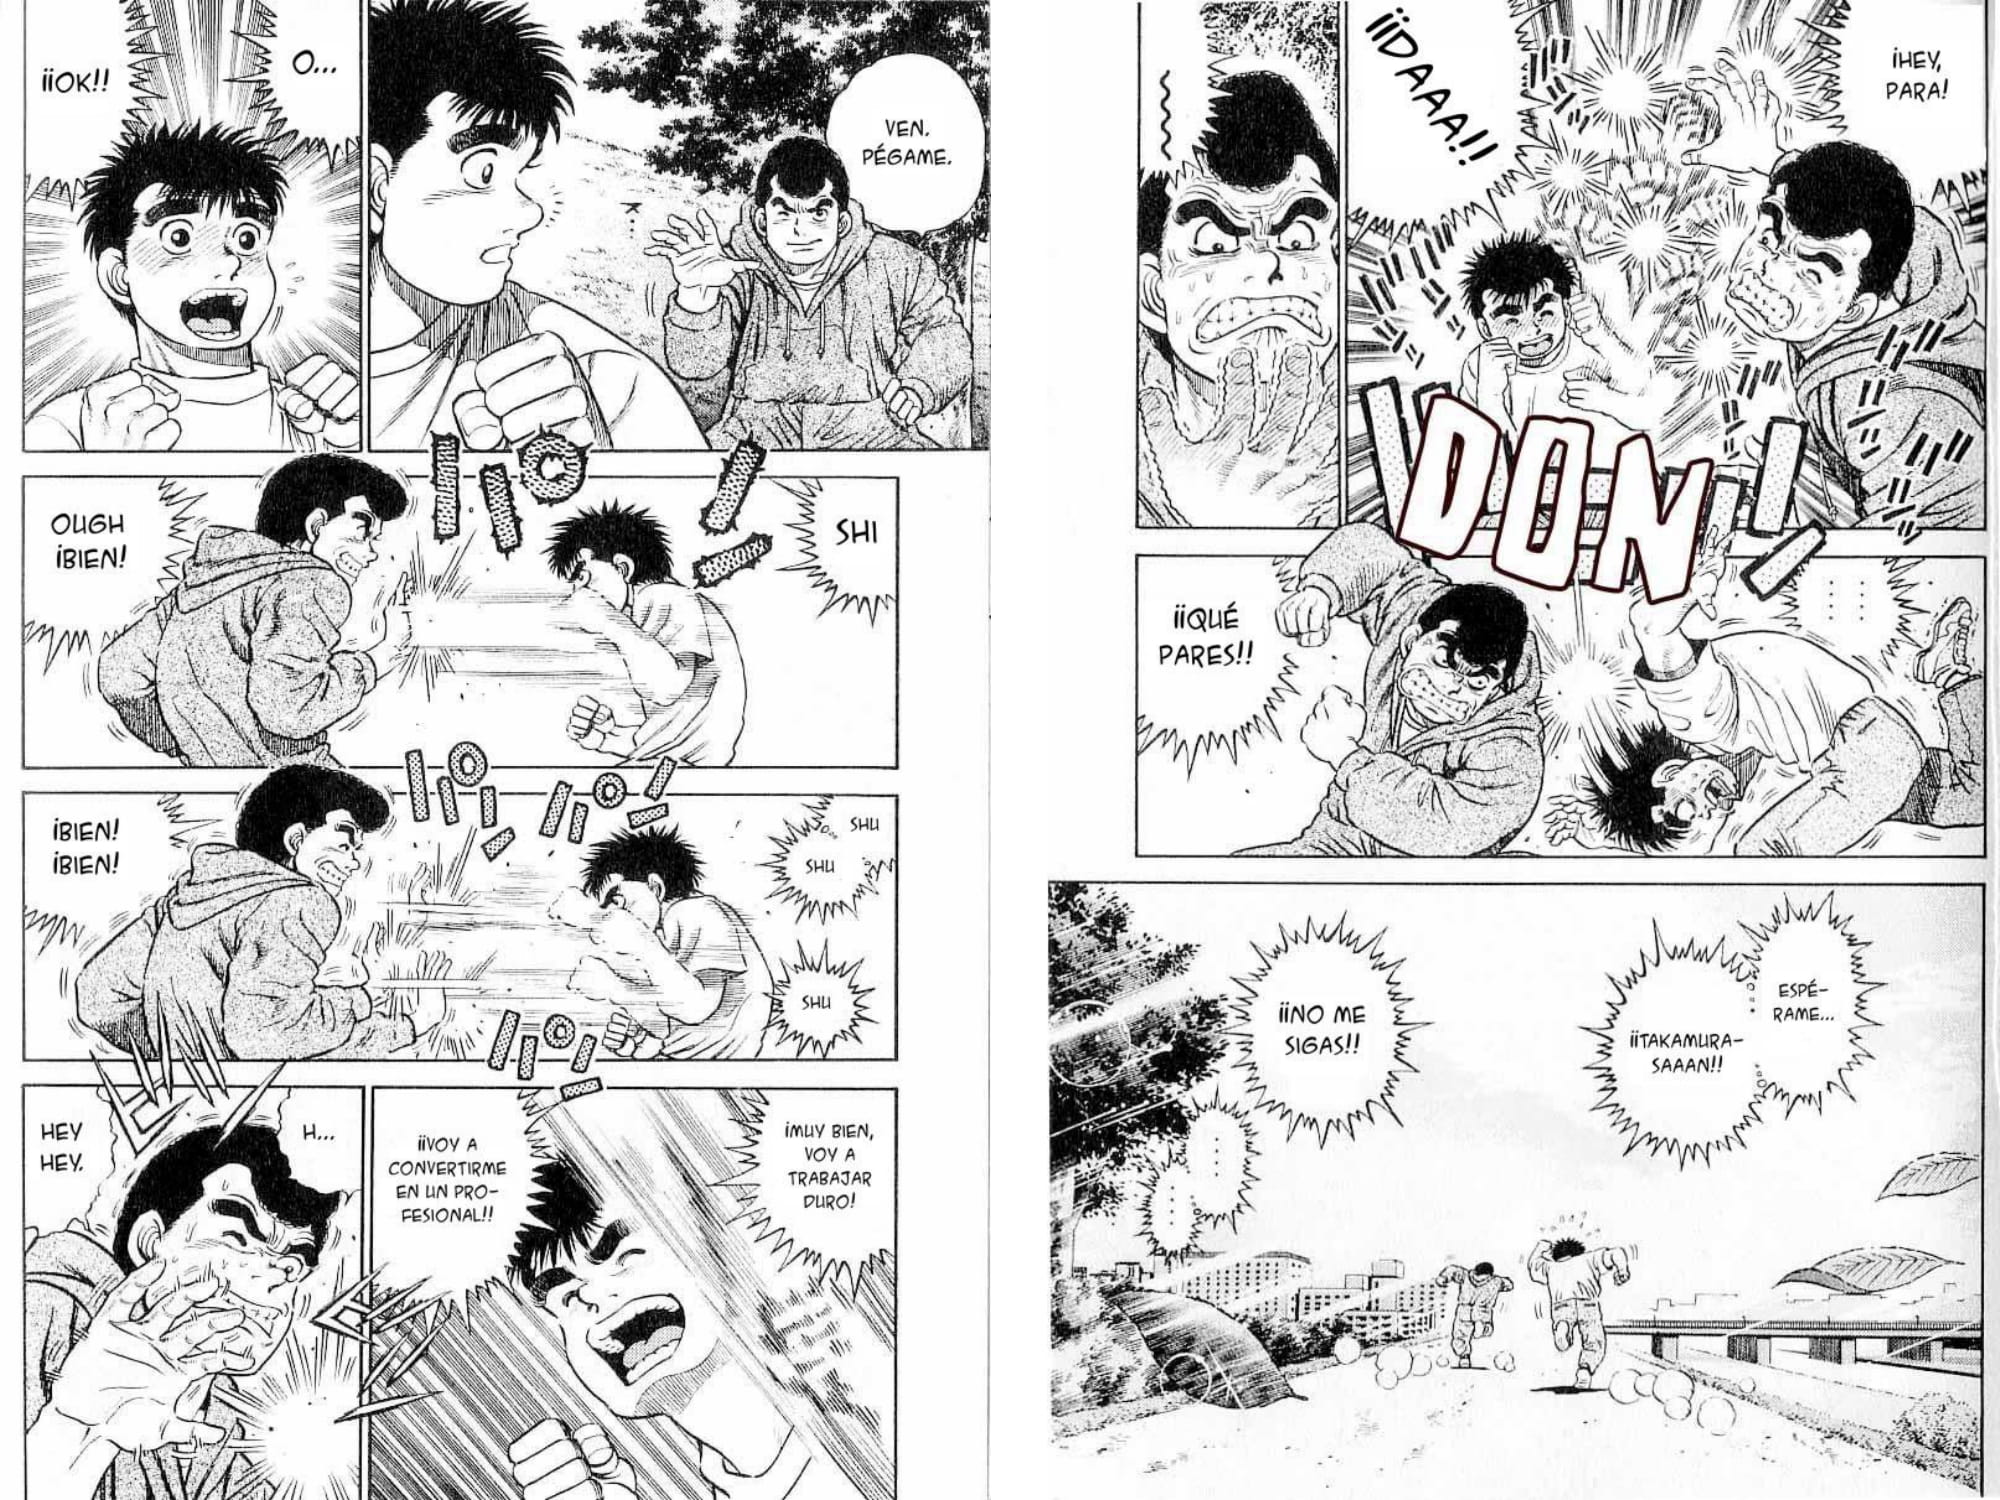 VEN.
PÉGAME.
ス…
O...
¡¡OK!!
SHI
OUGH
¡BIEN!
SHU
SHU
SHU
¡BIEN!
¡BIEN!
¡MUY BIEN,
VOY A
TRABAJAR
DURO!
¡¡VOY A
CONVERTIRME
EN UN PRO-
FESIONAL!!
H...
HEY
HEY.
¡HEY,
PARA!
¡¡DAAA!!
DON
¡¡QUÉ
PARES!!
ESPÉ-
RAME...
¡¡TAKAMURA-
SAAAN!!
¡¡NO ME
SIGAS!!